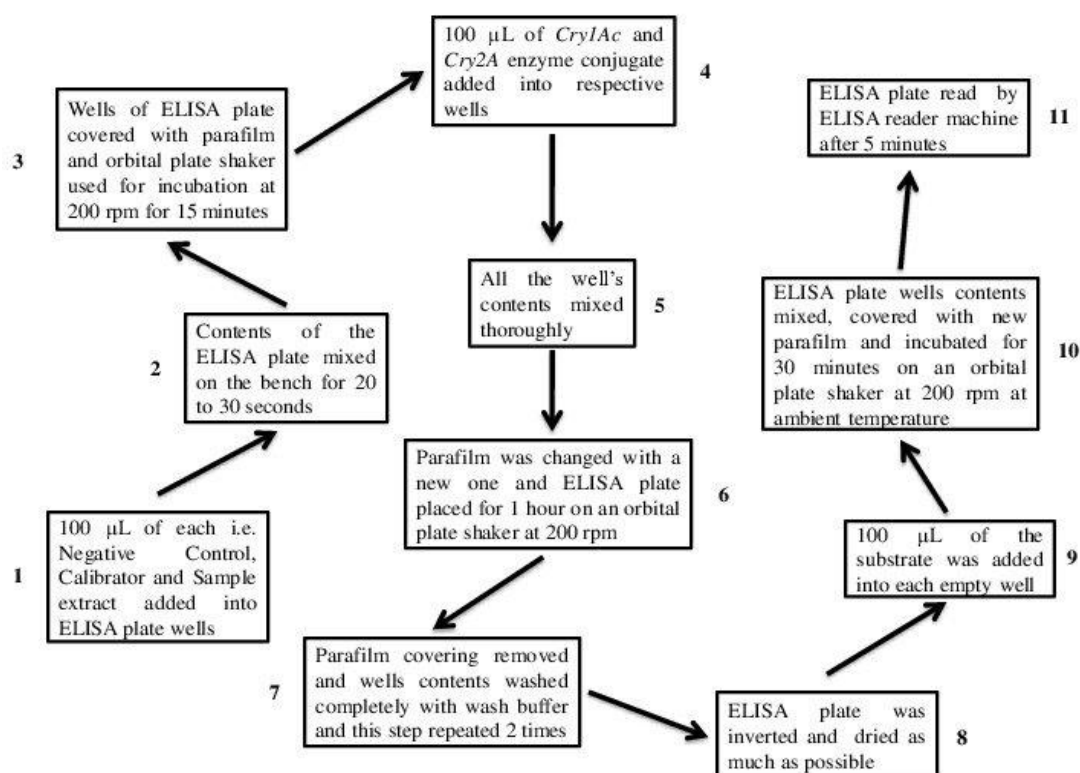 1
100 μL of each i.e.
Negative Control,
Calibrator and Sample
extract added into
ELISA plate wells
2
Contents of the
ELISA plate mixed
on the bench for 20
to 30 seconds
3
Wells of ELISA plate
covered with parafilm
and orbital plate shaker
used for incubation at
200 rpm for 15 minutes
4
100 μL of Cry1Ac and
Cry2A enzyme conjugate
added into respective
wells
5
All the well's
contents mixed
thoroughly
6
Parafilm was changed with a
new one and ELISA plate
placed for 1 hour on an orbital
plate shaker at 200 rpm
7
Parafilm covering removed
and wells contents washed
completely with wash buffer
and this step repeated 2 times
8
ELISA plate was
inverted and dried as
much as possible
9
100 μL of the
substrate was added
into each empty well
10
ELISA plate wells contents
mixed, covered with new
parafilm and incubated for
30 minutes on an orbital
plate shaker at 200 rpm at
ambient temperature
11
ELISA plate read by
ELISA reader machine
after 5 minutes